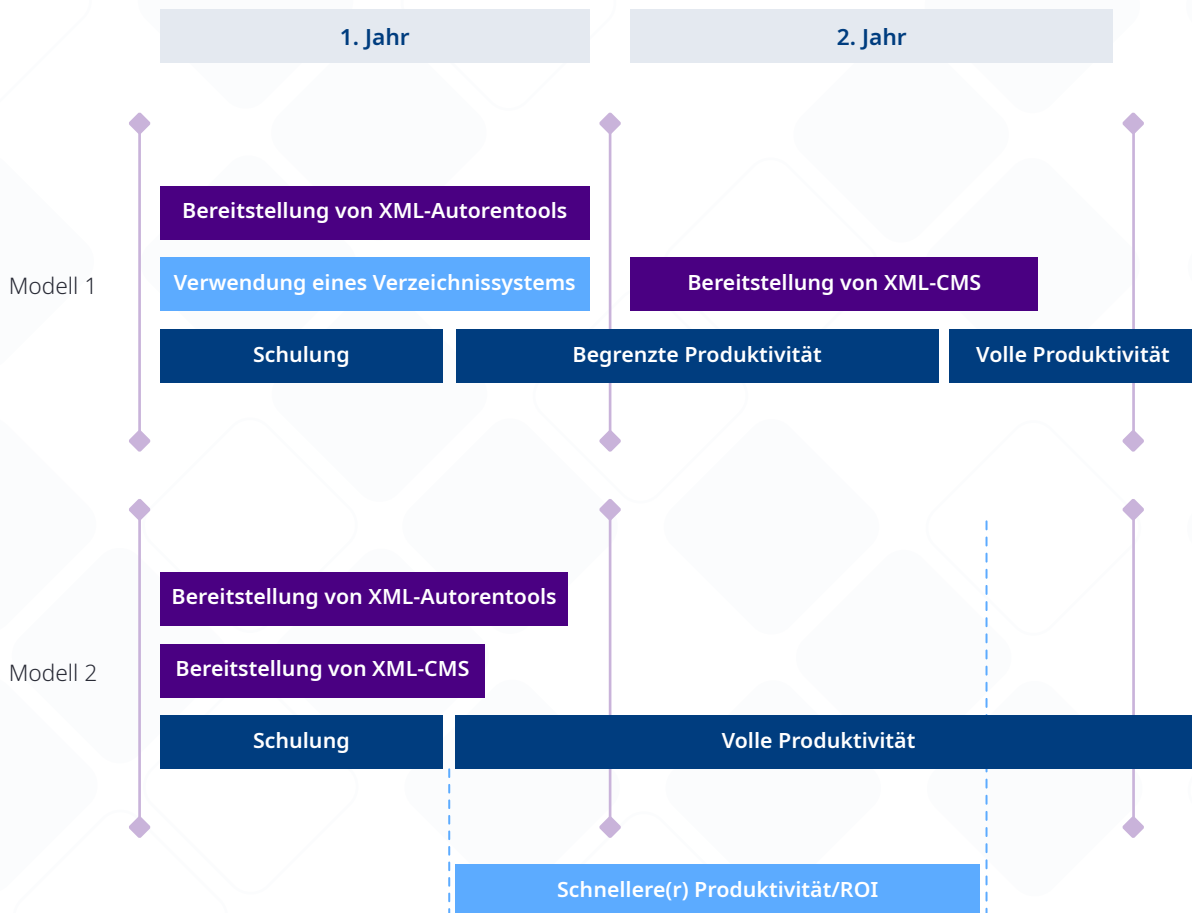 1. Jahr
2. Jahr
Bereitstellung von XML-Autorentools
Modell 1
Verwendung eines Verzeichnissystems
Bereitstellung von XML-CMS
Schulung
Begrenzte Produktivität
Volle Produktivität
Bereitstellung von XML-Autorentools
Modell 2
Bereitstellung von XML-CMS
Schulung
Volle Produktivität
Schnellere(r) Produktivität/ROI